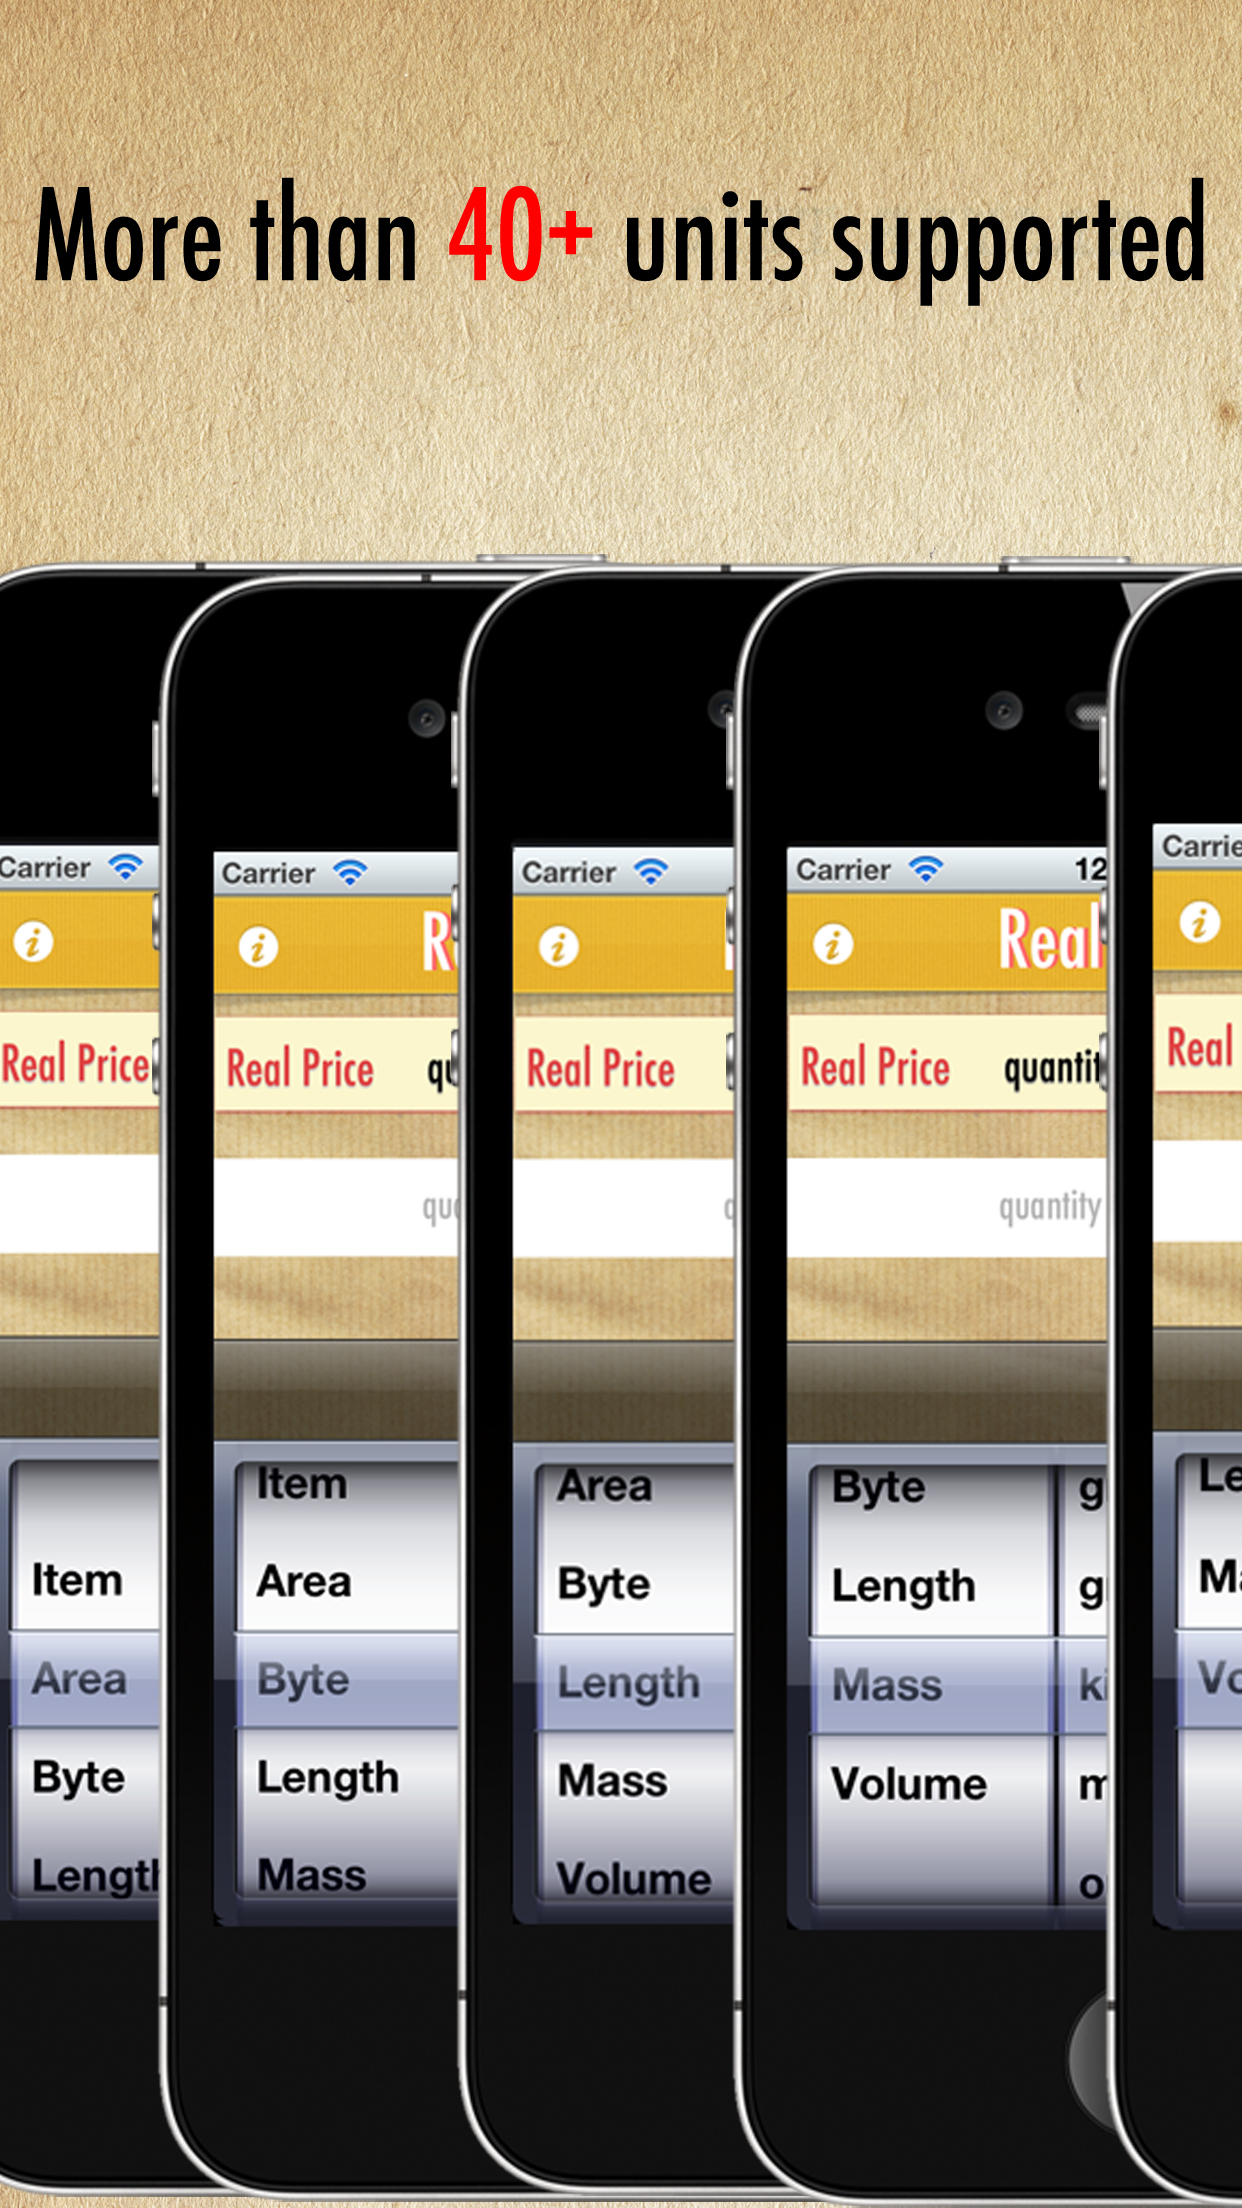 More than 40+ units supported
Carrier
Real Price
Item
Area
Byte
Length
Carrier
Real Price
Item
Area
Byte
Length
Mass
Carrier
Real Price
Area
Byte
Length
Mass
Volume
Carrier 12
Real
Real Price quantit
quantity
Byte
Length
Mass
Volume
Carrie
Real